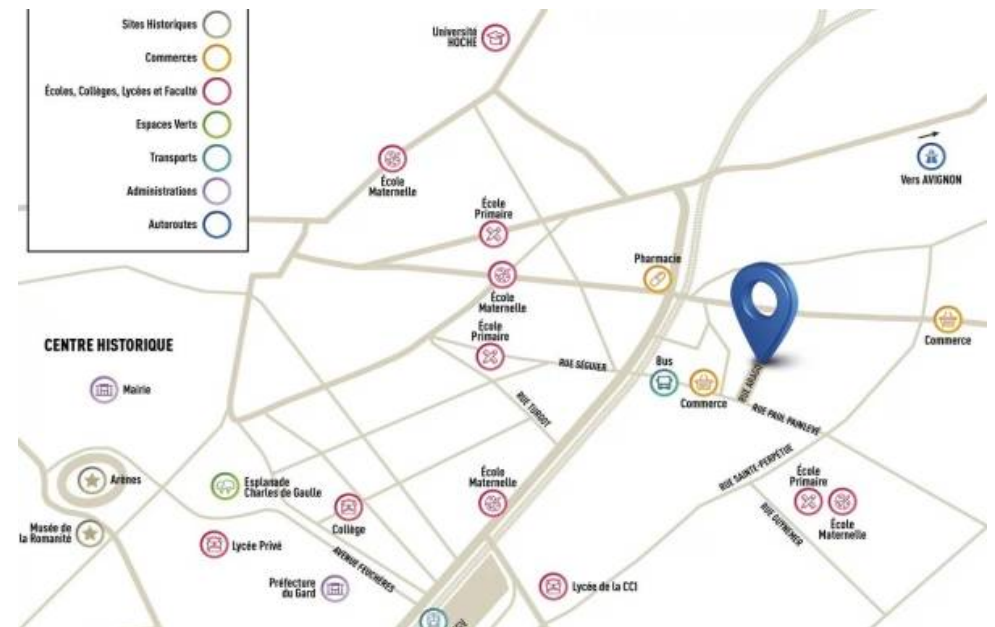 Sites Historiques
Commerces
Écoles, Collèges, Lycées et Faculté
Espaces Verts
Transports
Administrations
Autoroutes
Université
HOCHE
École
Maternelle
Vers AVIGNON
École
Primaire
École
Maternelle
Pharmacie
École
Primaire
Commerce
CENTRE HISTORIQUE
Mairie
RUE SÉGUIER
Bus
Commerce
RUE TURGOT
RUE PAUL PAINLEVÉ
Arènes
Esplanade
Charles de Gaulle
École
Maternelle
RUE SAINTE-PERPÉTUE
École
Primaire
École
Maternelle
RUE GUYNEMER
Musée de
la Romanité
Collège
Lycée Privé
AVENUE FEUCHÈRES
Préfecture
du Gard
Lycée de la CCI